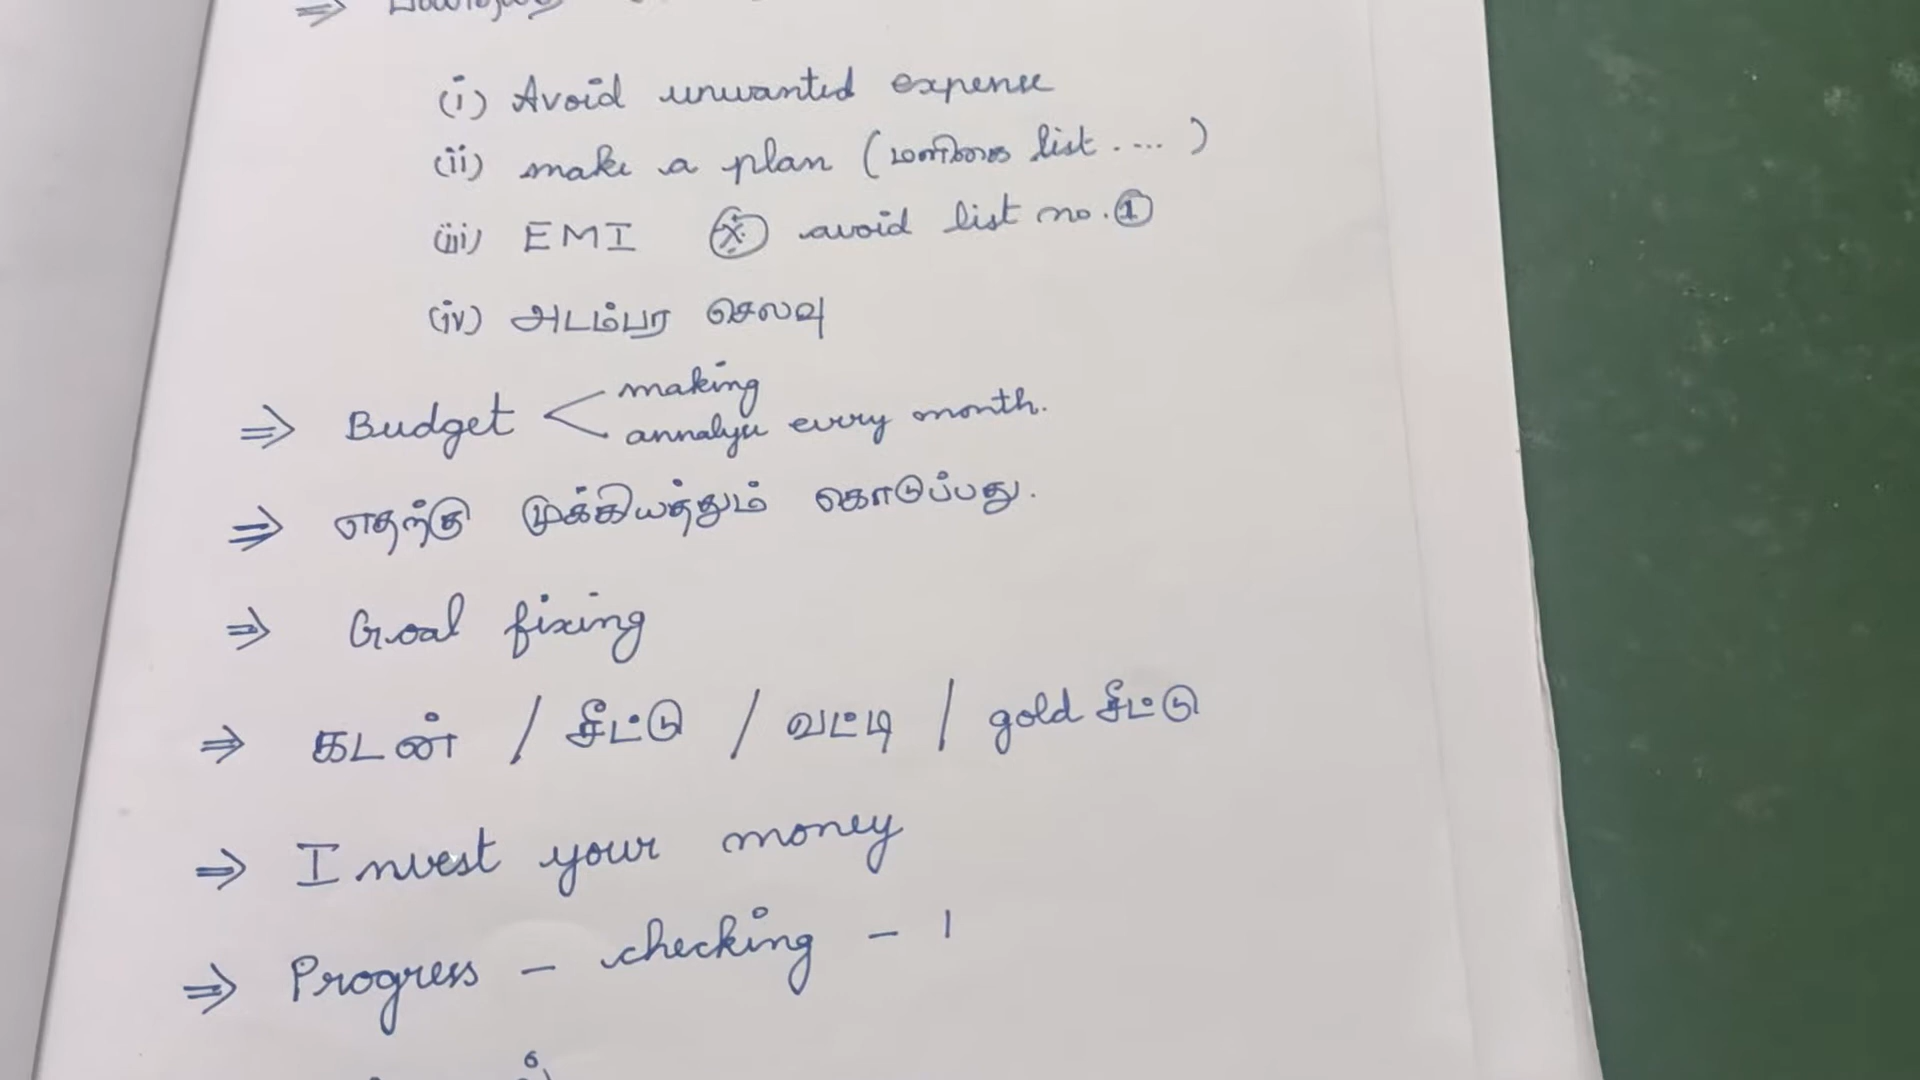 (i) Avoid unwanted expense
(ii) make a plan (மளிகை list .... )
(iii) EMI ⓧ avoid list no. ①
(iv) அடம்பர செலவு
⇒ Budget < making
annalyse every month.
⇒ எதற்கு முக்கியத்தும் கொடுப்பது.
⇒ Goal fixing
⇒ கடன் / சீட்டு / வட்டி / gold சீட்டு
⇒ Invest your money
⇒ Progress - checking - 1